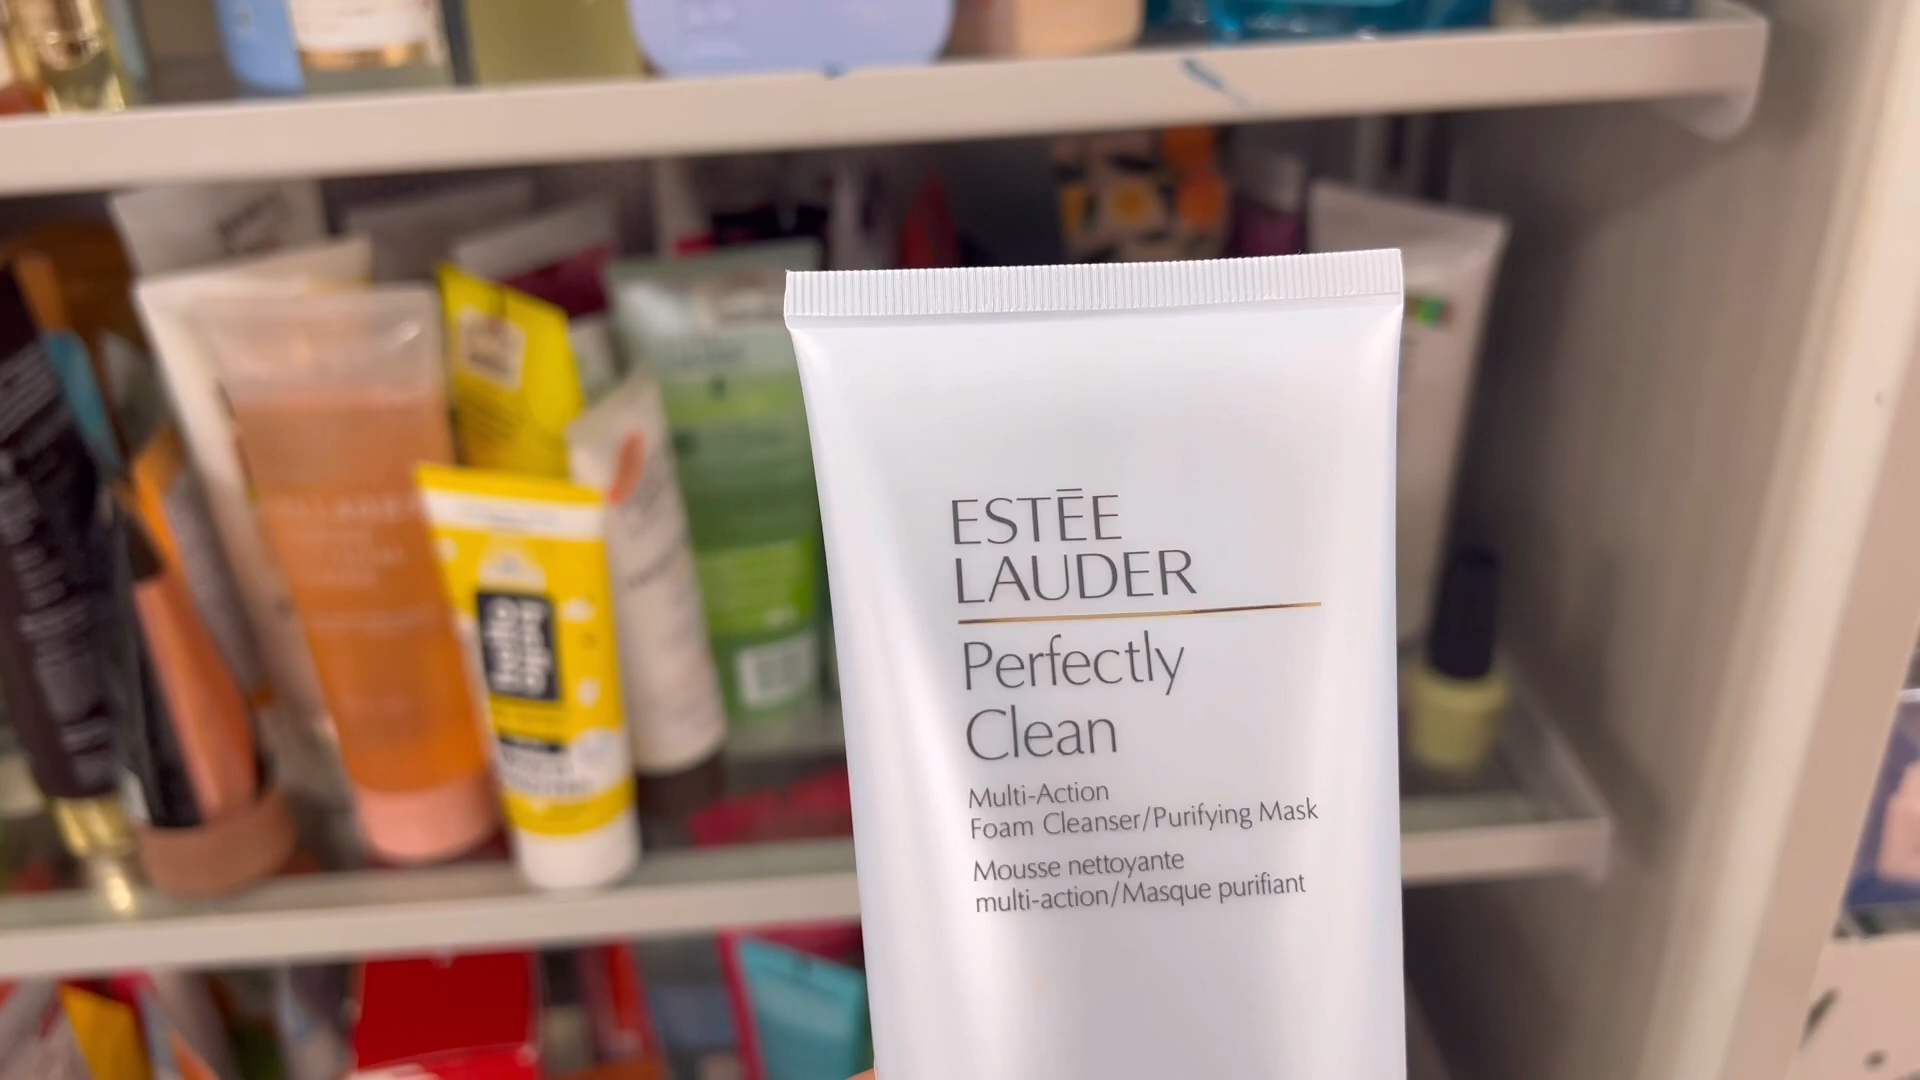 ESTĒE
LAUDER
Perfectly
Clean
Multi-Action
Foam Cleanser/Purifying Mask
Mousse nettoyante
multi-action/Masque purifiant